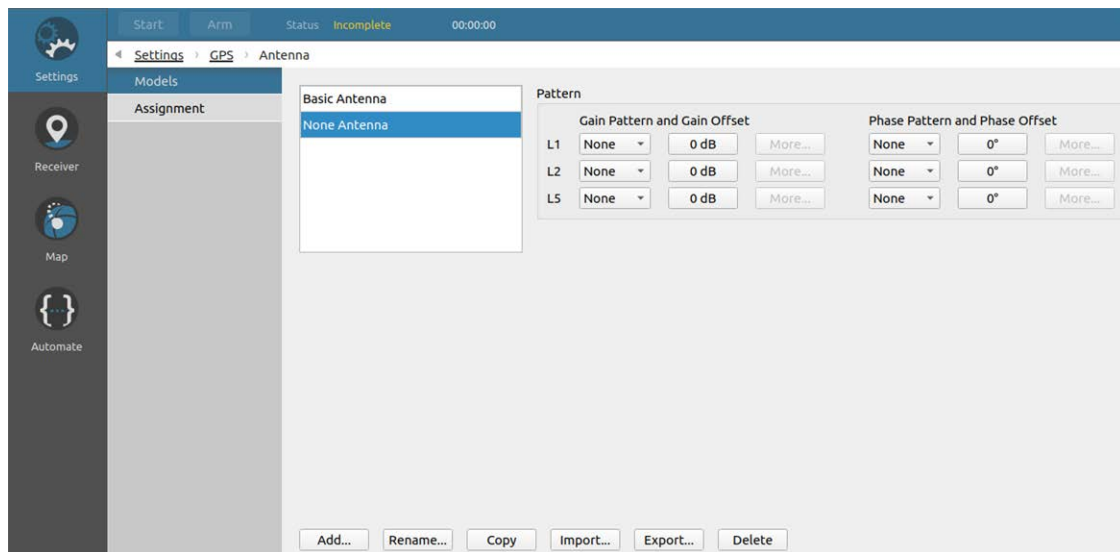 Start Arm Status Incomplete 00:00:00
Settings › GPS › Antenna
Settings
Receiver
Map
Automate
Models
Assignment
Basic Antenna
None Antenna
Pattern
Gain Pattern and Gain Offset Phase Pattern and Phase Offset
L1 None 0 dB More... None 0° More...
L2 None 0 dB More... None 0° More...
L5 None 0 dB More... None 0° More...
Add... Rename... Copy Import... Export... Delete